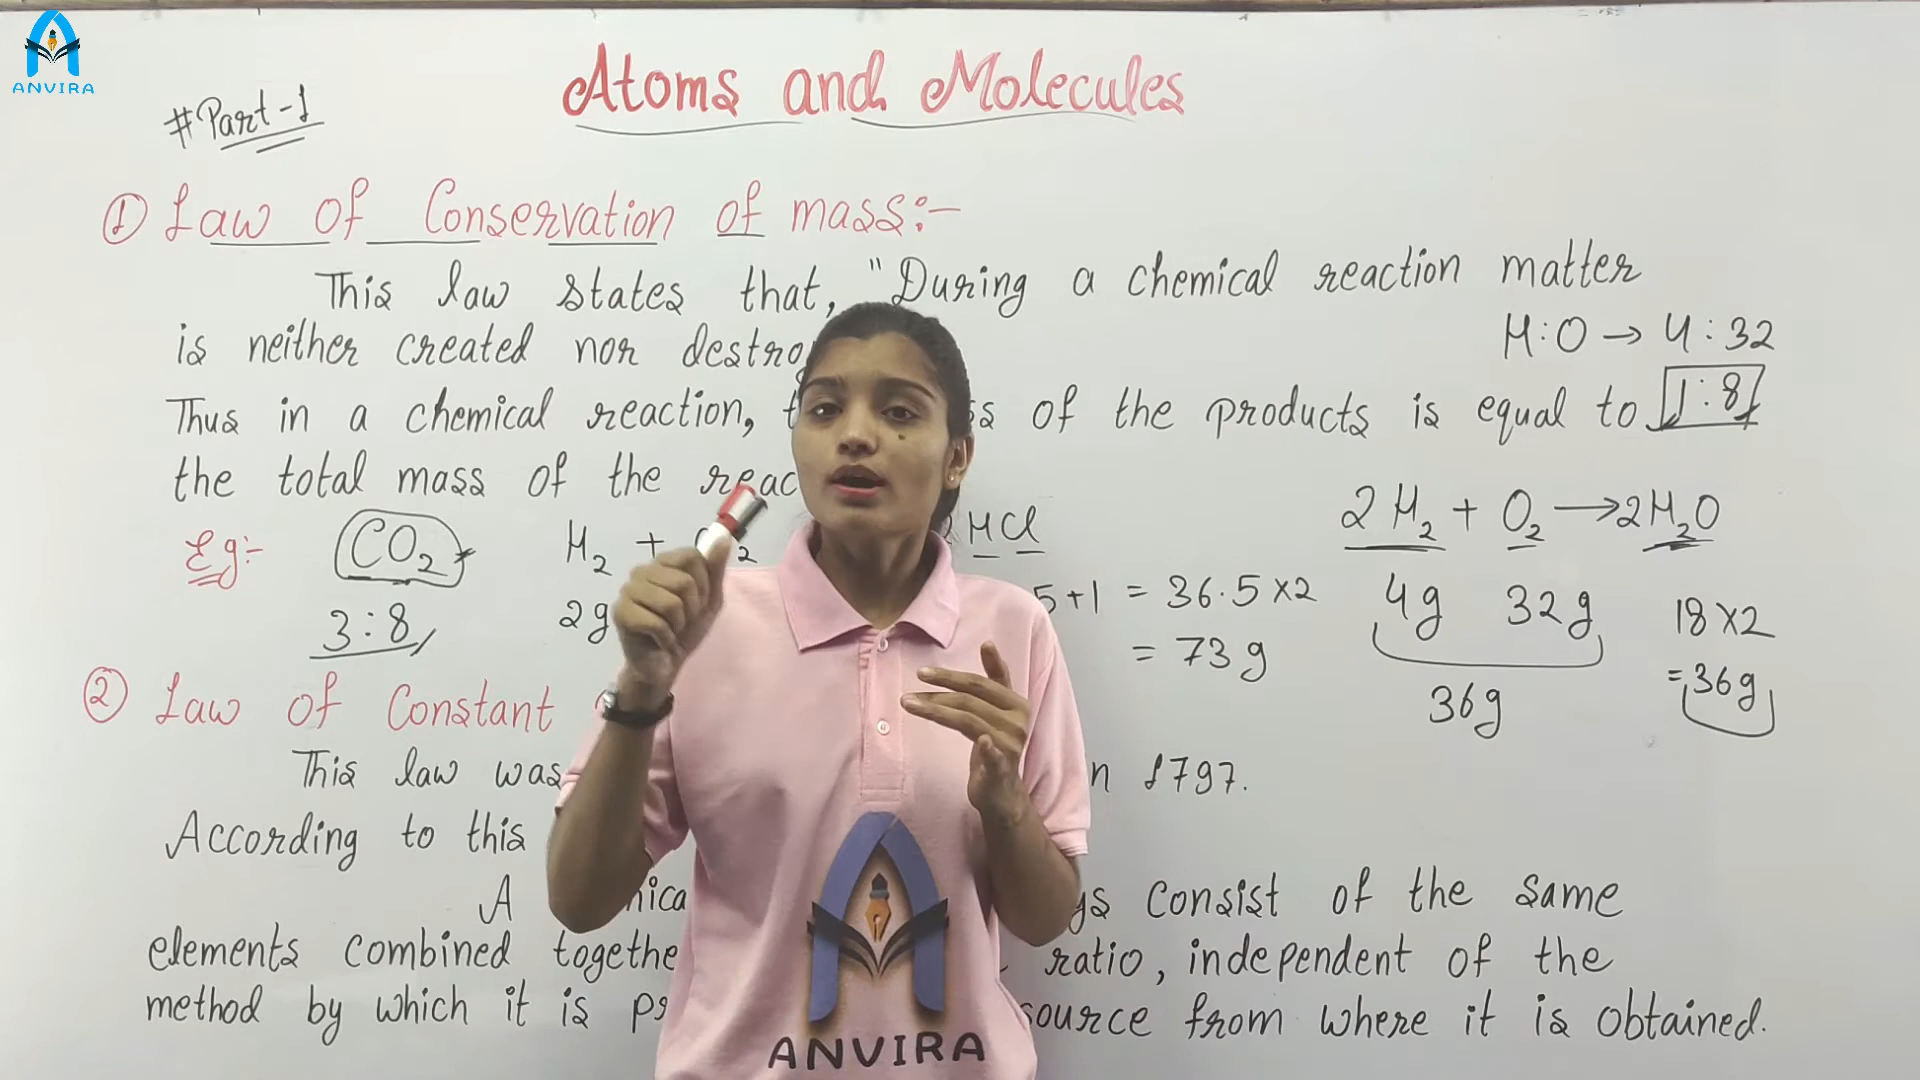 ANVIRA
#Part-1
Atoms and Molecules
① Law of Conservation of mass:-
This law states that, "During a chemical reaction matter
is neither created nor
H:O → 4:32
Thus in a chemical reaction, of the products is equal to
1:8
the total mass of the
Eg:- CO₂ H₂ + HCl
2H₂ + O₂ → 2H₂O
3:8 2g 5+1 = 36.5×2
= 73g
4g 32g 18×2
36g = 36g
② Law of Constant
This law was 1797.
According to this
A consist of the same
elements combined ratio, independent of the
method by which it is source from where it is obtained.
ANVIRA